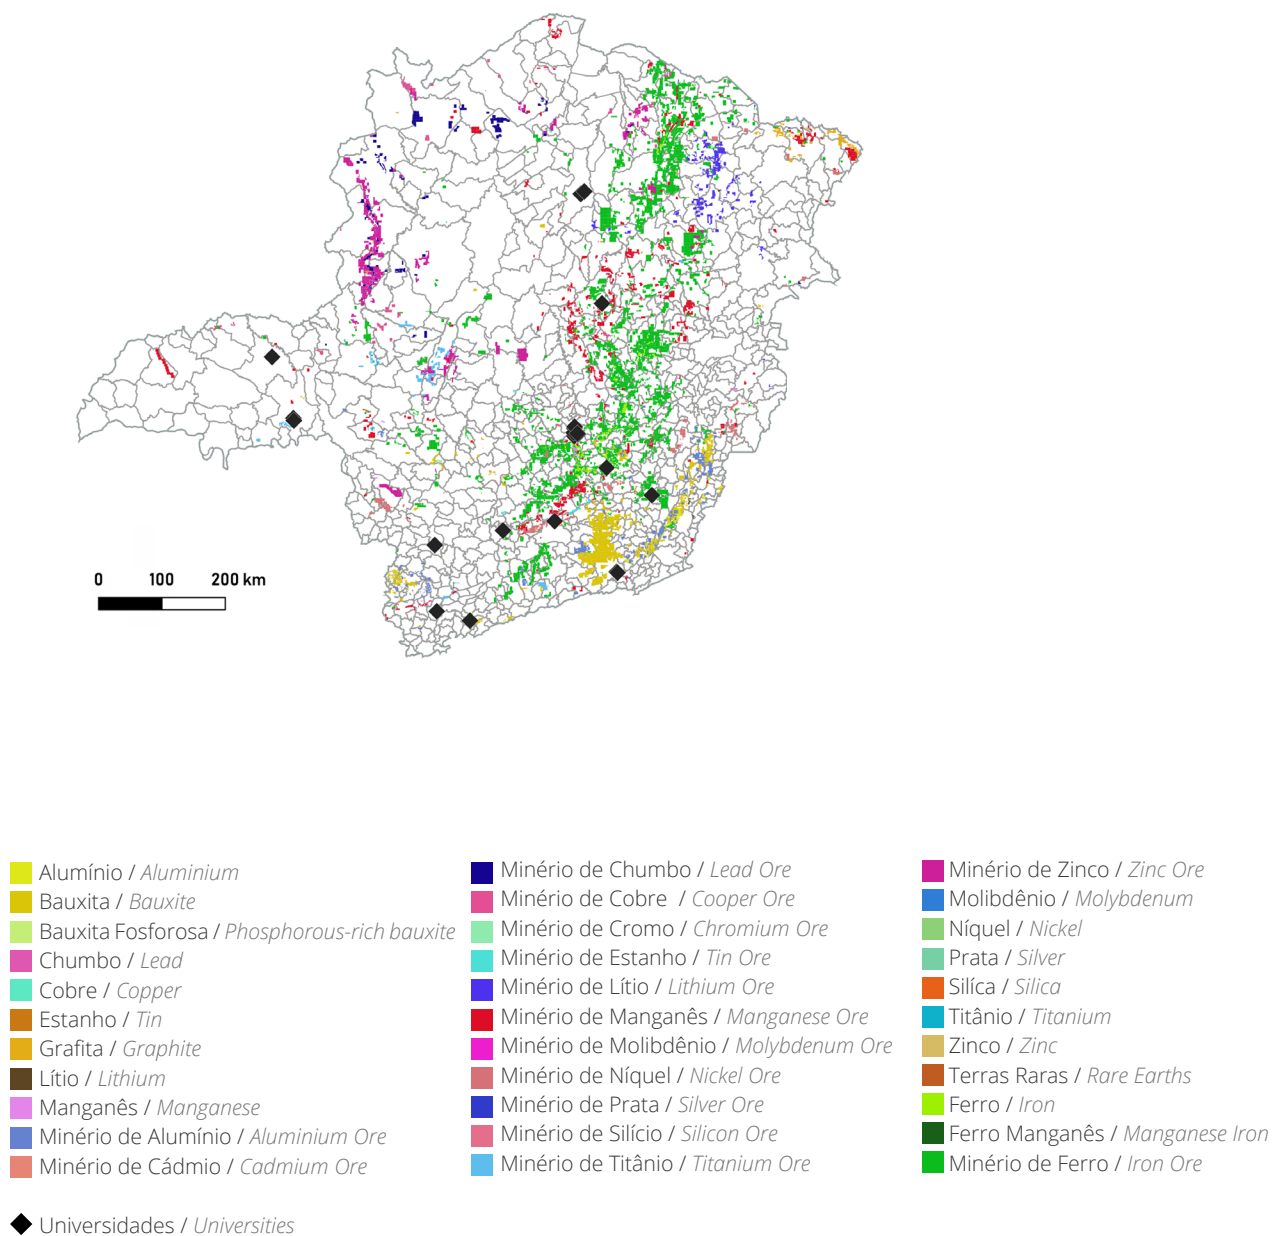 0 100 200 km
Alumínio / Aluminium
Bauxita / Bauxite
Bauxita Fosforosa / Phosphorous-rich bauxite
Chumbo / Lead
Cobre / Copper
Estanho / Tin
Grafita / Graphite
Lítio / Lithium
Manganês / Manganese
Minério de Alumínio / Aluminium Ore
Minério de Cádmio / Cadmium Ore
Minério de Chumbo / Lead Ore
Minério de Cobre / Cooper Ore
Minério de Cromo / Chromium Ore
Minério de Estanho / Tin Ore
Minério de Lítio / Lithium Ore
Minério de Manganês / Manganese Ore
Minério de Molibdênio / Molybdenum Ore
Minério de Níquel / Nickel Ore
Minério de Prata / Silver Ore
Minério de Silício / Silicon Ore
Minério de Titânio / Titanium Ore
Minério de Zinco / Zinc Ore
Molibdênio / Molybdenum
Níquel / Nickel
Prata / Silver
Silíca / Silica
Titânio / Titanium
Zinco / Zinc
Terras Raras / Rare Earths
Ferro / Iron
Ferro Manganês / Manganese Iron
Minério de Ferro / Iron Ore
Universidades / Universities